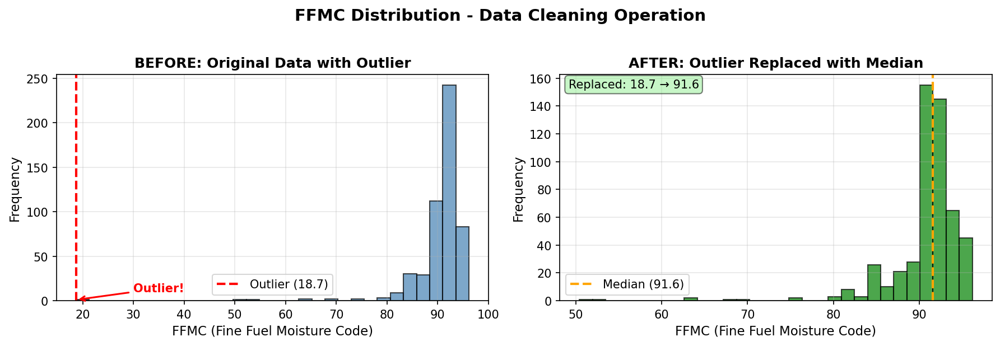 FFMC Distribution - Data Cleaning Operation
BEFORE: Original Data with Outlier
250
200
150
100
50
0
Frequency
Outlier!
Outlier (18.7)
20 30 40 50 60 70 80 90 100
FFMC (Fine Fuel Moisture Code)
AFTER: Outlier Replaced with Median
Replaced: 18.7 → 91.6
160
140
120
100
80
60
40
20
0
Frequency
Median (91.6)
50 60 70 80 90
FFMC (Fine Fuel Moisture Code)